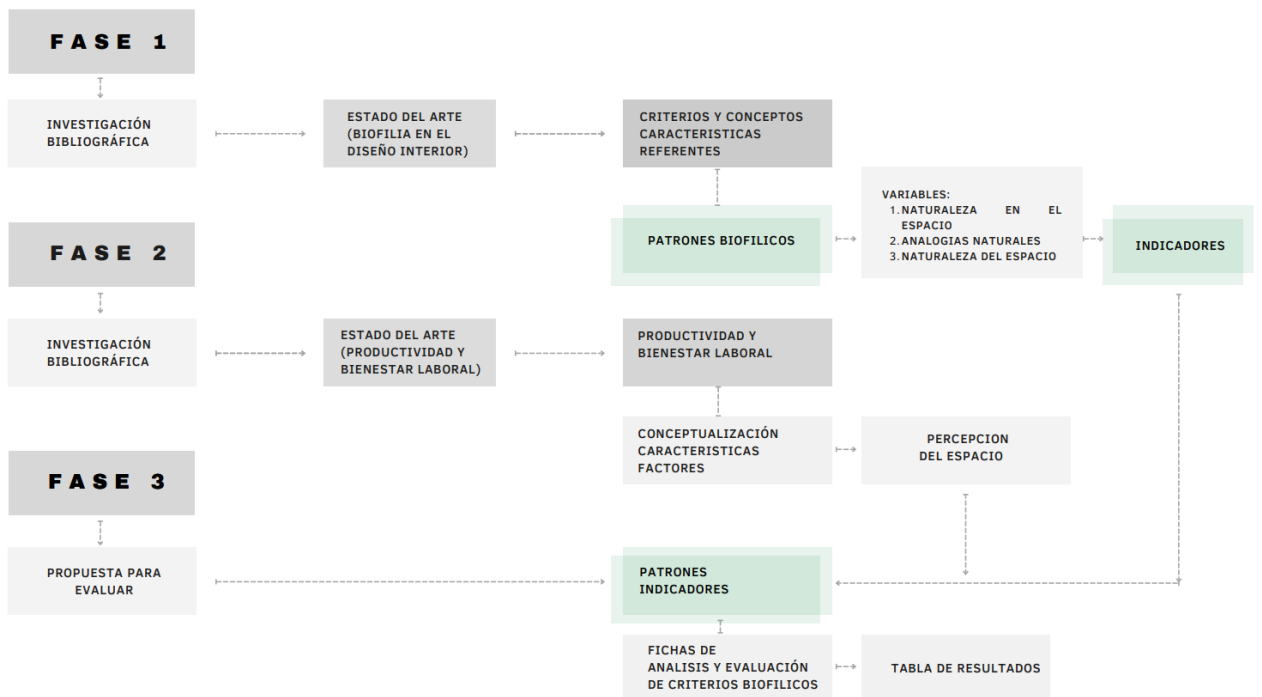 FASE 1
INVESTIGACIÓN
BIBLIOGRÁFICA
ESTADO DEL ARTE
(BIOFILIA EN EL
DISEÑO INTERIOR)
CRITERIOS Y CONCEPTOS
CARACTERISTICAS
REFERENTES
PATRONES BIOFILICOS
VARIABLES:
1. NATURALEZA EN EL
ESPACIO
2. ANALOGIAS NATURALES
3. NATURALEZA DEL ESPACIO
INDICADORES
FASE 2
INVESTIGACIÓN
BIBLIOGRÁFICA
ESTADO DEL ARTE
(PRODUCTIVIDAD Y
BIENESTAR LABORAL)
PRODUCTIVIDAD Y
BIENESTAR LABORAL
CONCEPTUALIZACIÓN
CARACTERISTICAS
FACTORES
PERCEPCION
DEL ESPACIO
FASE 3
PROPUESTA PARA
EVALUAR
PATRONES
INDICADORES
FICHAS DE
ANALISIS Y EVALUACIÓN
DE CRITERIOS BIOFILICOS
TABLA DE RESULTADOS